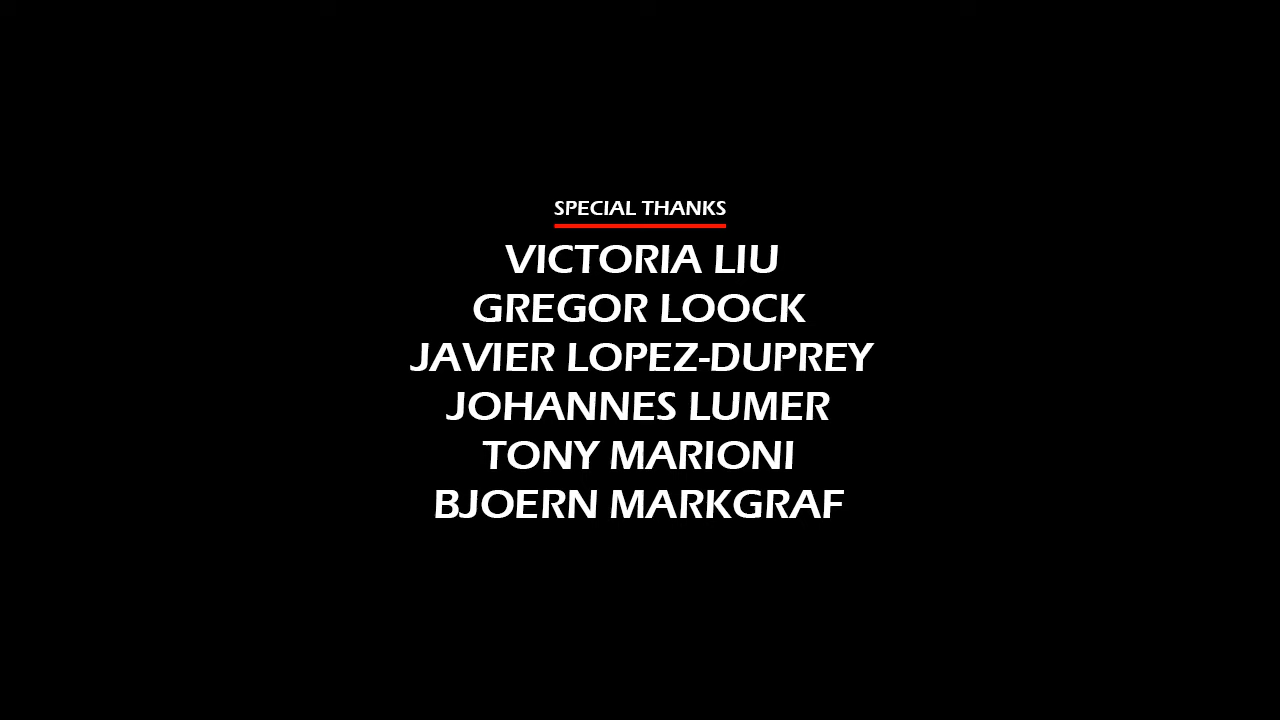 SPECIAL THANKS
VICTORIA LIU
GREGOR LOOCK
JAVIER LOPEZ-DUPREY
JOHANNES LUMER
TONY MARIONI
BJOERN MARKGRAF